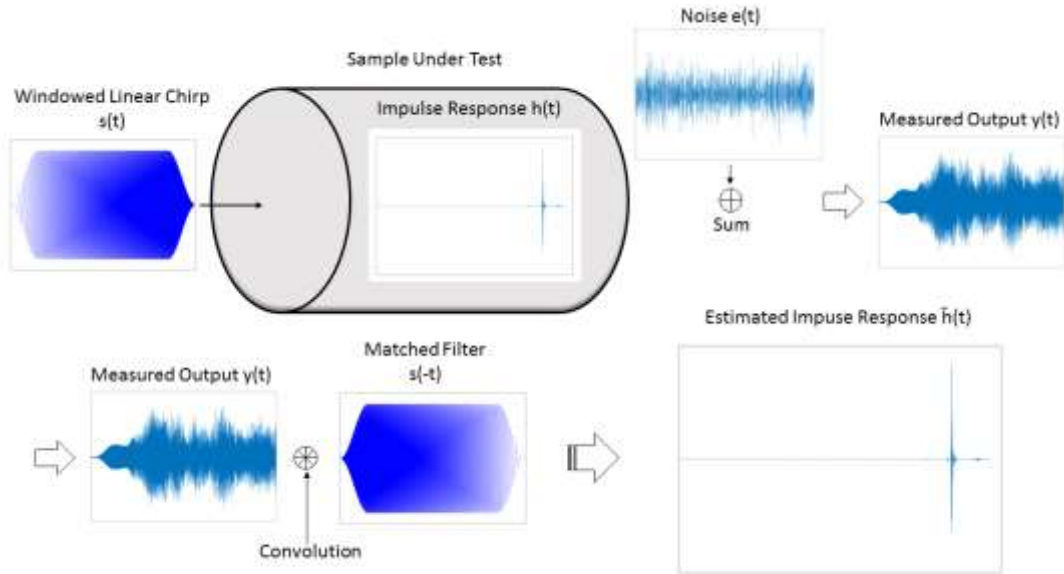 Noise e(t)
Sample Under Test
Windowed Linear Chirp
s(t)
Impulse Response h(t)
Measured Output y(t)
Sum
Estimated Impuse Response h̃(t)
Matched Filter
s(-t)
Measured Output y(t)
Convolution